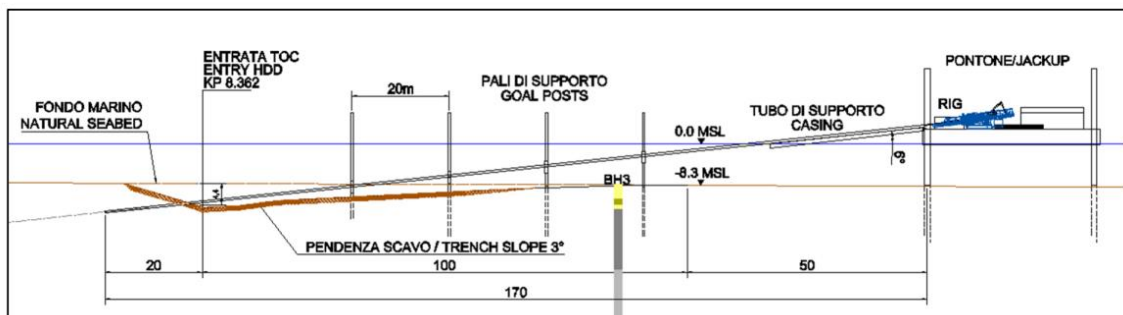 ENTRATA TOC
ENTRY HDD
KP 8.362
FONDO MARINO
NATURAL SEABED
20m
PALI DI SUPPORTO
GOAL POSTS
PONTONE/JACKUP
TUBO DI SUPPORTO
CASING
RIG
0.0 MSL
6°
-8.3 MSL
BH3
PENDENZA SCAVO / TRENCH SLOPE 3°
20
100
50
170